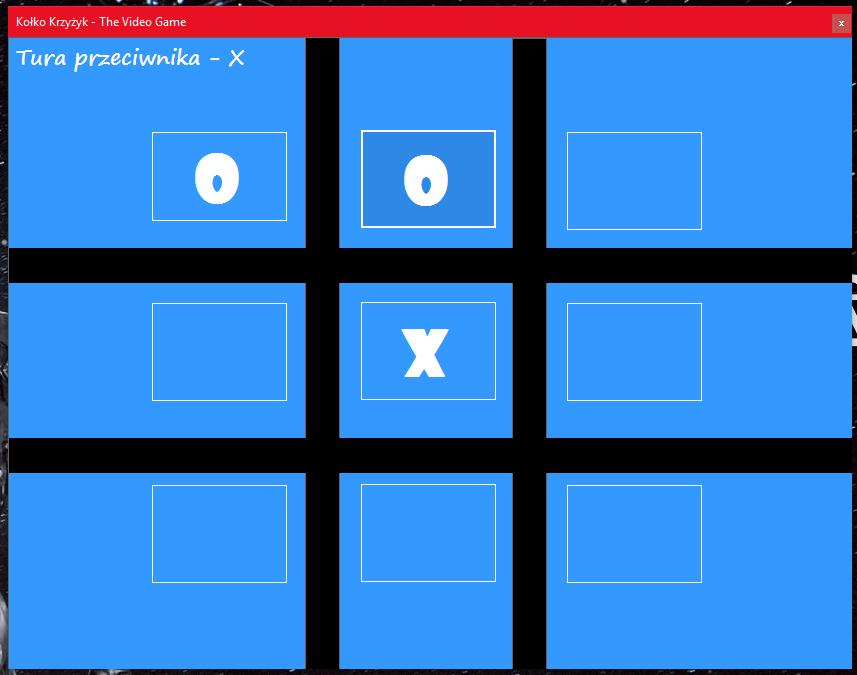 Kołko Krzyżyk - The Video Game x
Tura przeciwnika - X
O O
X